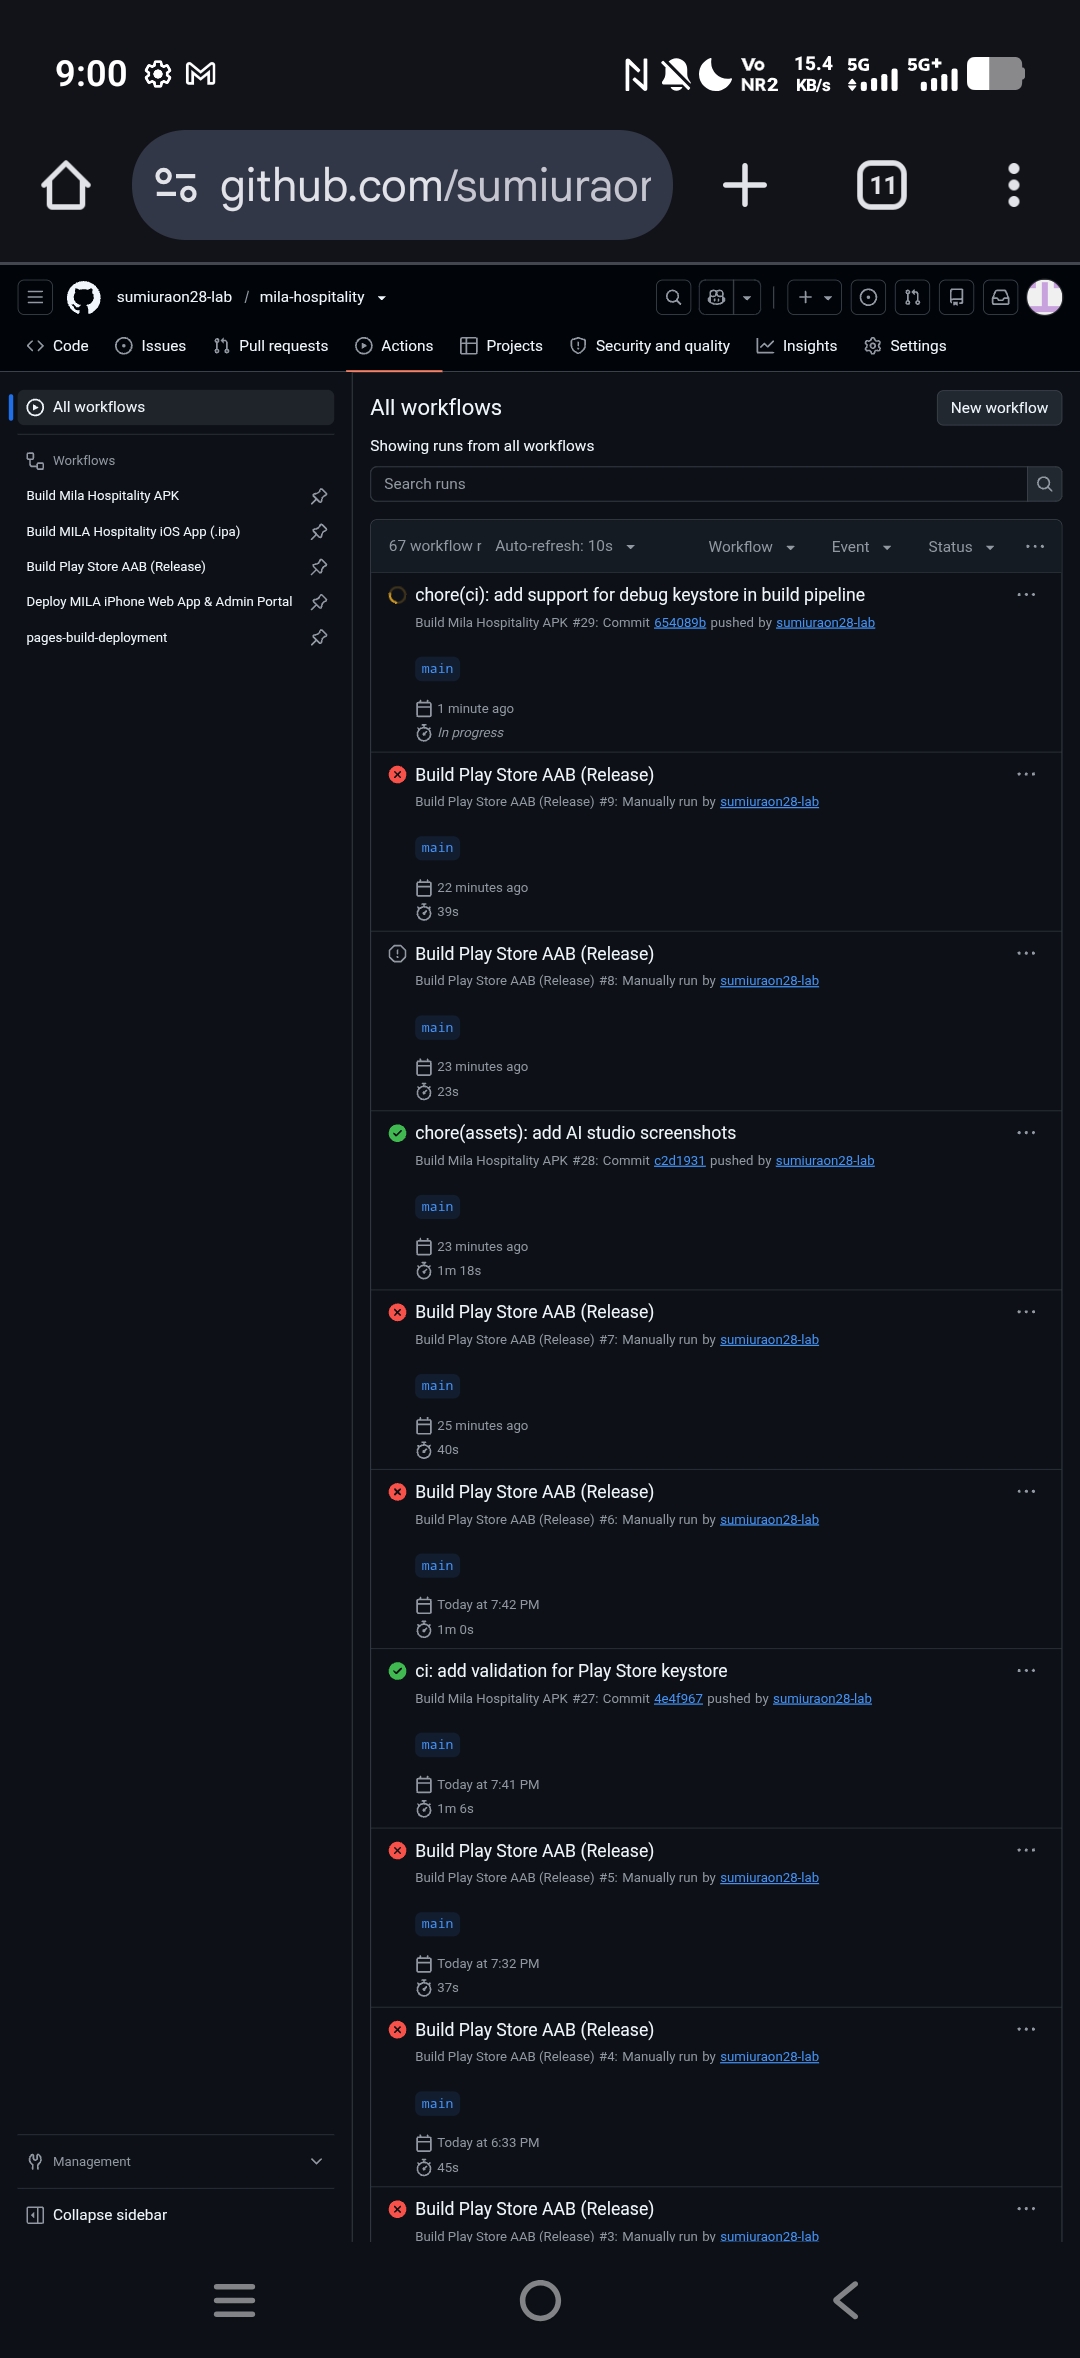 9:00
Vo NR2
15.4 KB/s
5G
5G+
github.com/sumiuraor
11
sumiuraon28-lab / mila-hospitality
Code
Issues
Pull requests
Actions
Projects
Security and quality
Insights
Settings
All workflows
Workflows
Build Mila Hospitality APK
Build MILA Hospitality iOS App (.ipa)
Build Play Store AAB (Release)
Deploy MILA iPhone Web App & Admin Portal
pages-build-deployment
Management
Collapse sidebar
All workflows
New workflow
Showing runs from all workflows
Search runs
67 workflow r
Auto-refresh: 10s
Workflow
Event
Status
chore(ci): add support for debug keystore in build pipeline
Build Mila Hospitality APK #29: Commit 654089b pushed by sumiuraon28-lab
main
1 minute ago
In progress
Build Play Store AAB (Release)
Build Play Store AAB (Release) #9: Manually run by sumiuraon28-lab
main
22 minutes ago
39s
Build Play Store AAB (Release)
Build Play Store AAB (Release) #8: Manually run by sumiuraon28-lab
main
23 minutes ago
23s
chore(assets): add AI studio screenshots
Build Mila Hospitality APK #28: Commit c2d1931 pushed by sumiuraon28-lab
main
23 minutes ago
1m 18s
Build Play Store AAB (Release)
Build Play Store AAB (Release) #7: Manually run by sumiuraon28-lab
main
25 minutes ago
40s
Build Play Store AAB (Release)
Build Play Store AAB (Release) #6: Manually run by sumiuraon28-lab
main
Today at 7:42 PM
1m 0s
ci: add validation for Play Store keystore
Build Mila Hospitality APK #27: Commit 4e4f967 pushed by sumiuraon28-lab
main
Today at 7:41 PM
1m 6s
Build Play Store AAB (Release)
Build Play Store AAB (Release) #5: Manually run by sumiuraon28-lab
main
Today at 7:32 PM
37s
Build Play Store AAB (Release)
Build Play Store AAB (Release) #4: Manually run by sumiuraon28-lab
main
Today at 6:33 PM
45s
Build Play Store AAB (Release)
Build Play Store AAB (Release) #3: Manually run by sumiuraon28-lab